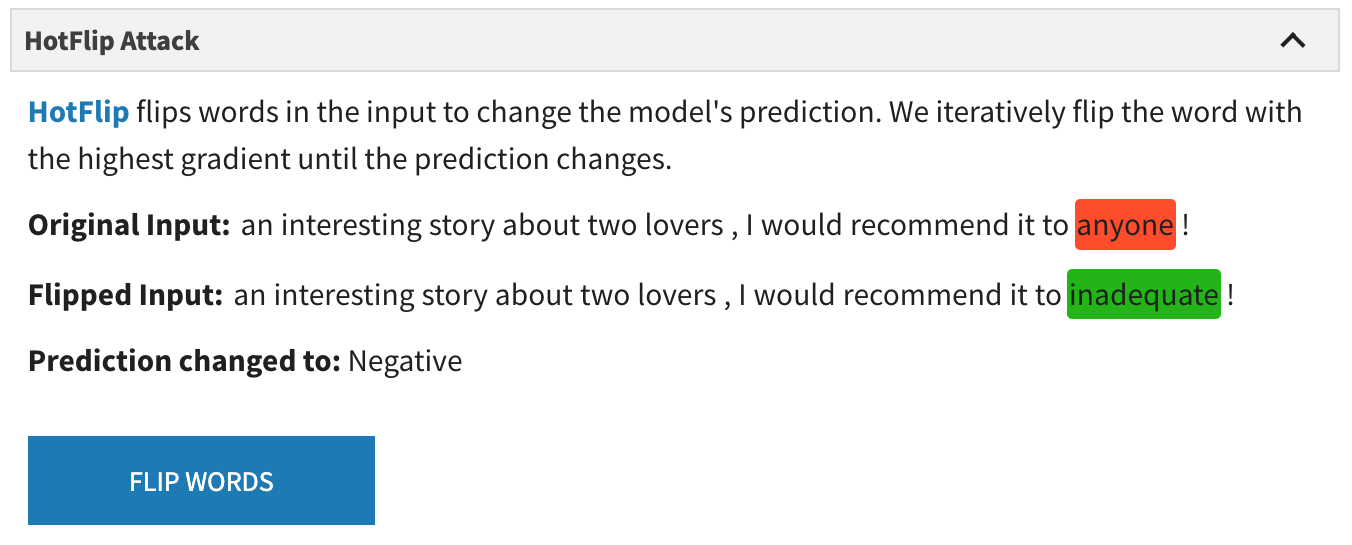 HotFlip Attack
HotFlip flips words in the input to change the model's prediction. We iteratively flip the word with
the highest gradient until the prediction changes.
Original Input: an interesting story about two lovers , I would recommend it to anyone !
Flipped Input: an interesting story about two lovers , I would recommend it to inadequate !
Prediction changed to: Negative
FLIP WORDS